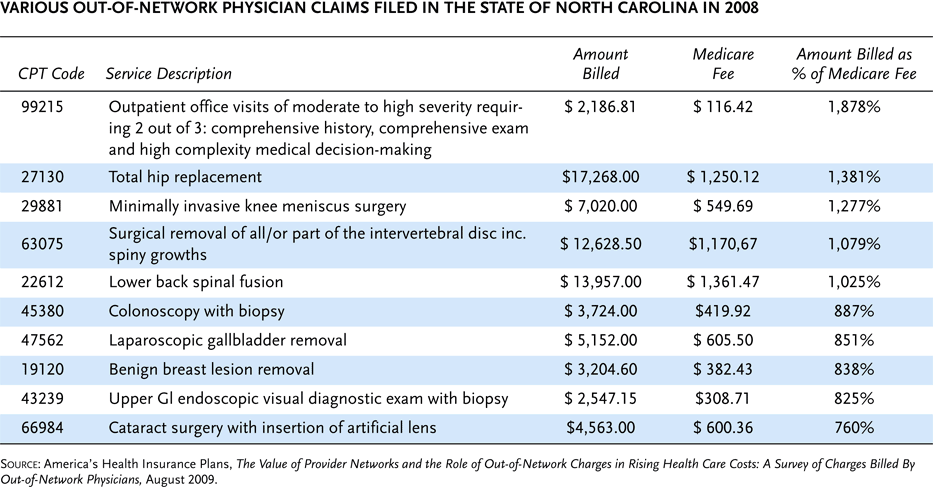 VARIOUS OUT-OF-NETWORK PHYSICIAN CLAIMS FILED IN THE STATE OF NORTH CAROLINA IN 2008
CPT Code Service Description Amount Billed Medicare Fee Amount Billed as % of Medicare Fee
99215 Outpatient office visits of moderate to high severity requir- $ 2,186.81 $ 116.42 1,878%
ing 2 out of 3: comprehensive history, comprehensive exam
and high complexity medical decision-making
27130 Total hip replacement $17,268.00 $ 1,250.12 1,381%
29881 Minimally invasive knee meniscus surgery $ 7,020.00 $ 549.69 1,277%
63075 Surgical removal of all/or part of the intervertebral disc inc. $ 12,628.50 $1,170,67 1,079%
spiny growths
22612 Lower back spinal fusion $ 13,957.00 $ 1,361.47 1,025%
45380 Colonoscopy with biopsy $ 3,724.00 $419.92 887%
47562 Laparoscopic gallbladder removal $ 5,152.00 $ 605.50 851%
19120 Benign breast lesion removal $ 3,204.60 $ 382.43 838%
43239 Upper Gl endoscopic visual diagnostic exam with biopsy $ 2,547.15 $308.71 825%
66984 Cataract surgery with insertion of artificial lens $4,563.00 $ 600.36 760%
SOURCE: America's Health Insurance Plans, The Value of Provider Networks and the Role of Out-of-Network Charges in Rising Health Care Costs: A Survey of Charges Billed By
Out-of-Network Physicians, August 2009.